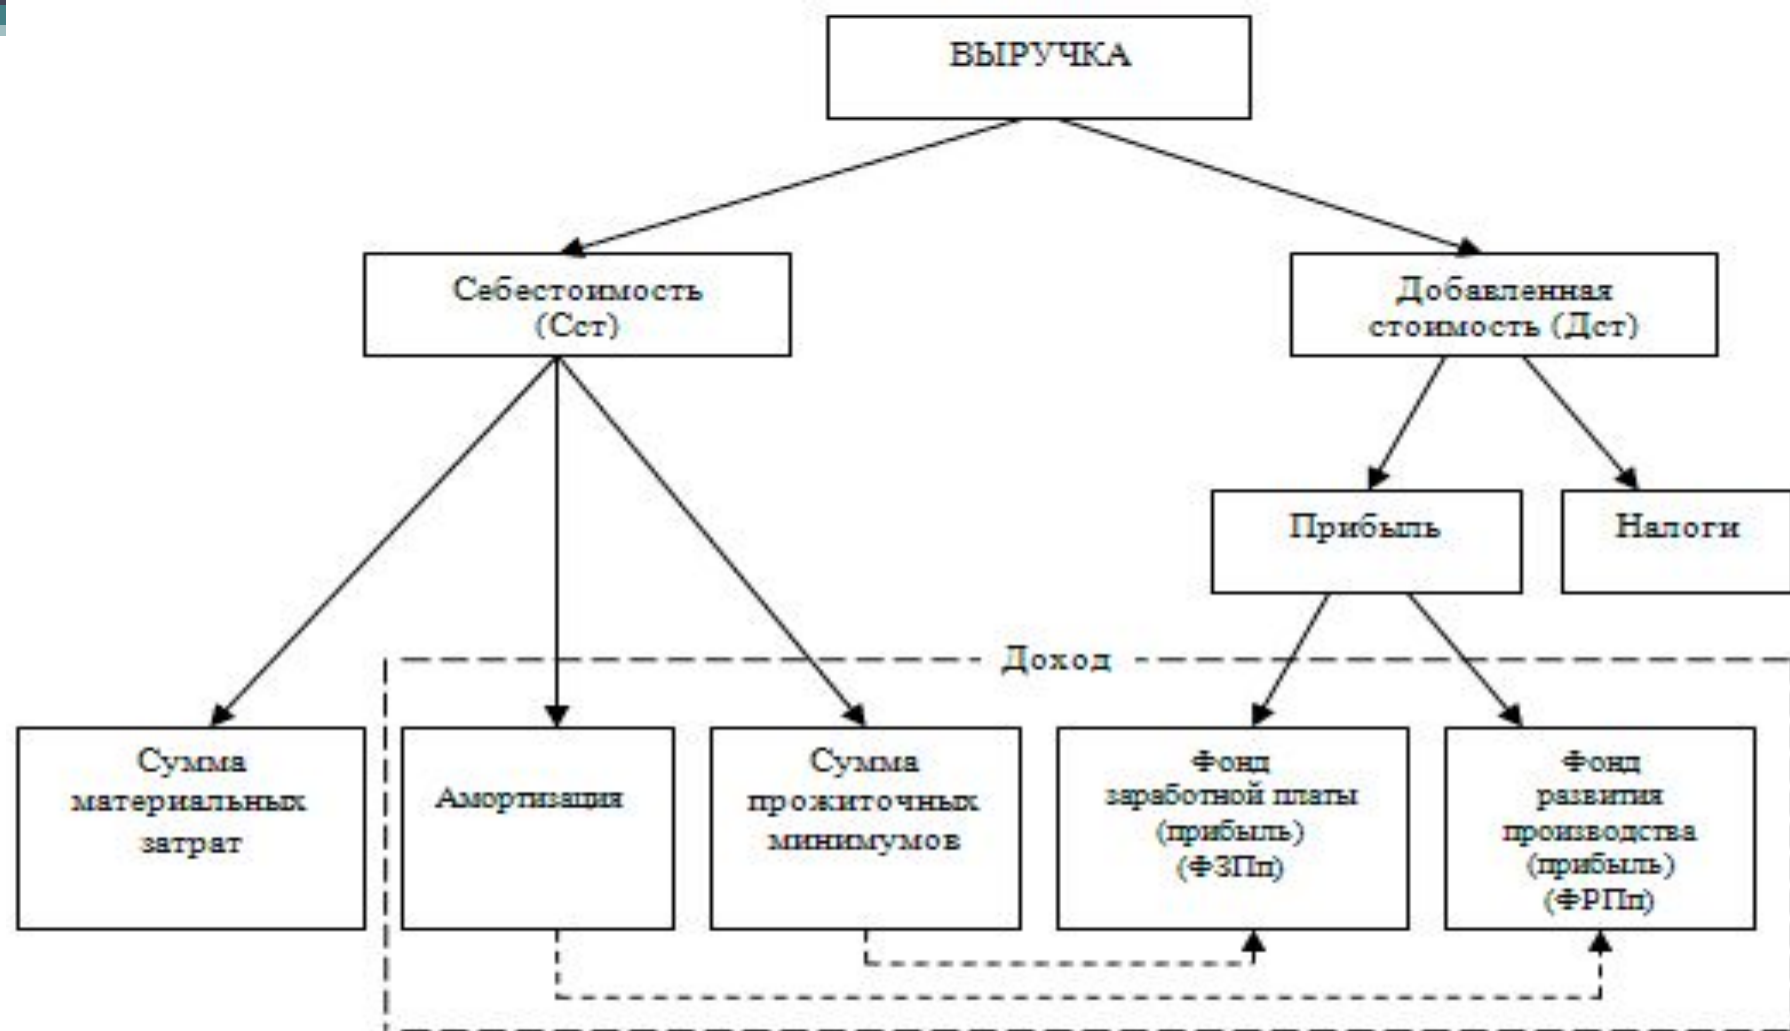 ВЫРУЧКА
Себестоимость
(Сст)
Добавленная
стоимость (Дст)
Прибыль
Налоги
Доход
Сумма
материальных
затрат
Амортизация
Сумма
прожиточных
минимумов
Фонд
заработной платы
(прибыль)
(ФЗПп)
Фонд
развития
производства
(прибыль)
(ФРПп)